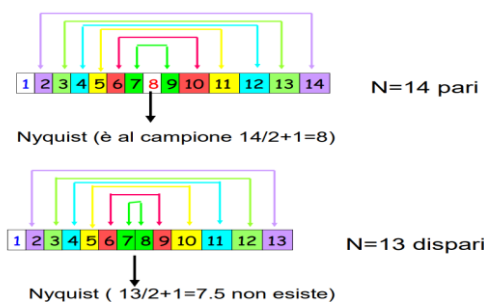 1 2 3 4 5 6 7 8 9 10 11 12 13 14
N=14 pari
Nyquist (è al campione 14/2+1=8)
1 2 3 4 5 6 7 8 9 10 11 12 13
N=13 dispari
Nyquist ( 13/2+1=7.5 non esiste)